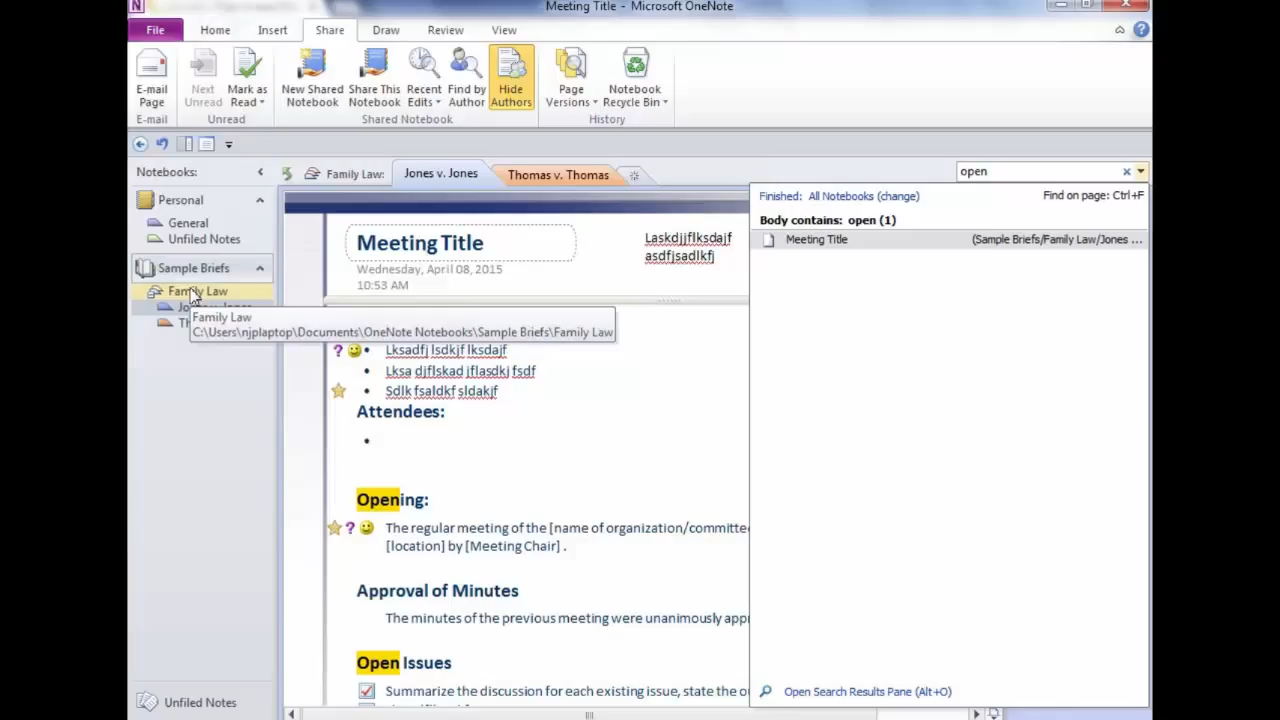 Meeting Title - Microsoft OneNote
File Home Insert Share Draw Review View
E-mail Page
Next Unread
Mark as Read
New Shared Notebook
Share This Notebook
Recent Edits
Find by Author
Hide Authors
Page Versions
Notebook Recycle Bin
E-mail Unread Shared Notebook History
Notebooks:
Family Law:
Jones v. Jones
Thomas v. Thomas
open
Personal
General
Unfiled Notes
Sample Briefs
Family Law
Family Law
C:\Users\njplaptop\Documents\OneNote Notebooks\Sample Briefs\Family Law
Unfiled Notes
Meeting Title
Wednesday, April 08, 2015
10:53 AM
Laskdjjflksdajf
asdfjsadlkfj
Lksadfj lsdkjf lksdajf
Lksa djflskad jflasdkj fsdf
Sdlk fsaldkf sldakjf
Attendees:
Opening:
The regular meeting of the [name of organization/committe
[location] by [Meeting Chair] .
Approval of Minutes
The minutes of the previous meeting were unanimously appr
Open Issues
Summarize the discussion for each existing issue, state the ou
Finished: All Notebooks (change)
Find on page: Ctrl+F
Body contains: open (1)
Meeting Title
(Sample Briefs/Family Law/Jones ...
Open Search Results Pane (Alt+O)